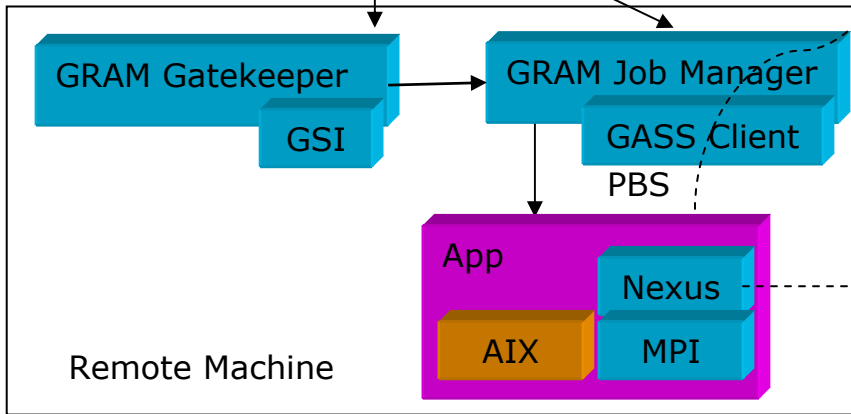 GRAM Gatekeeper
GSI
GRAM Job Manager
GASS Client
PBS
App
Nexus
AIX
MPI
Remote Machine